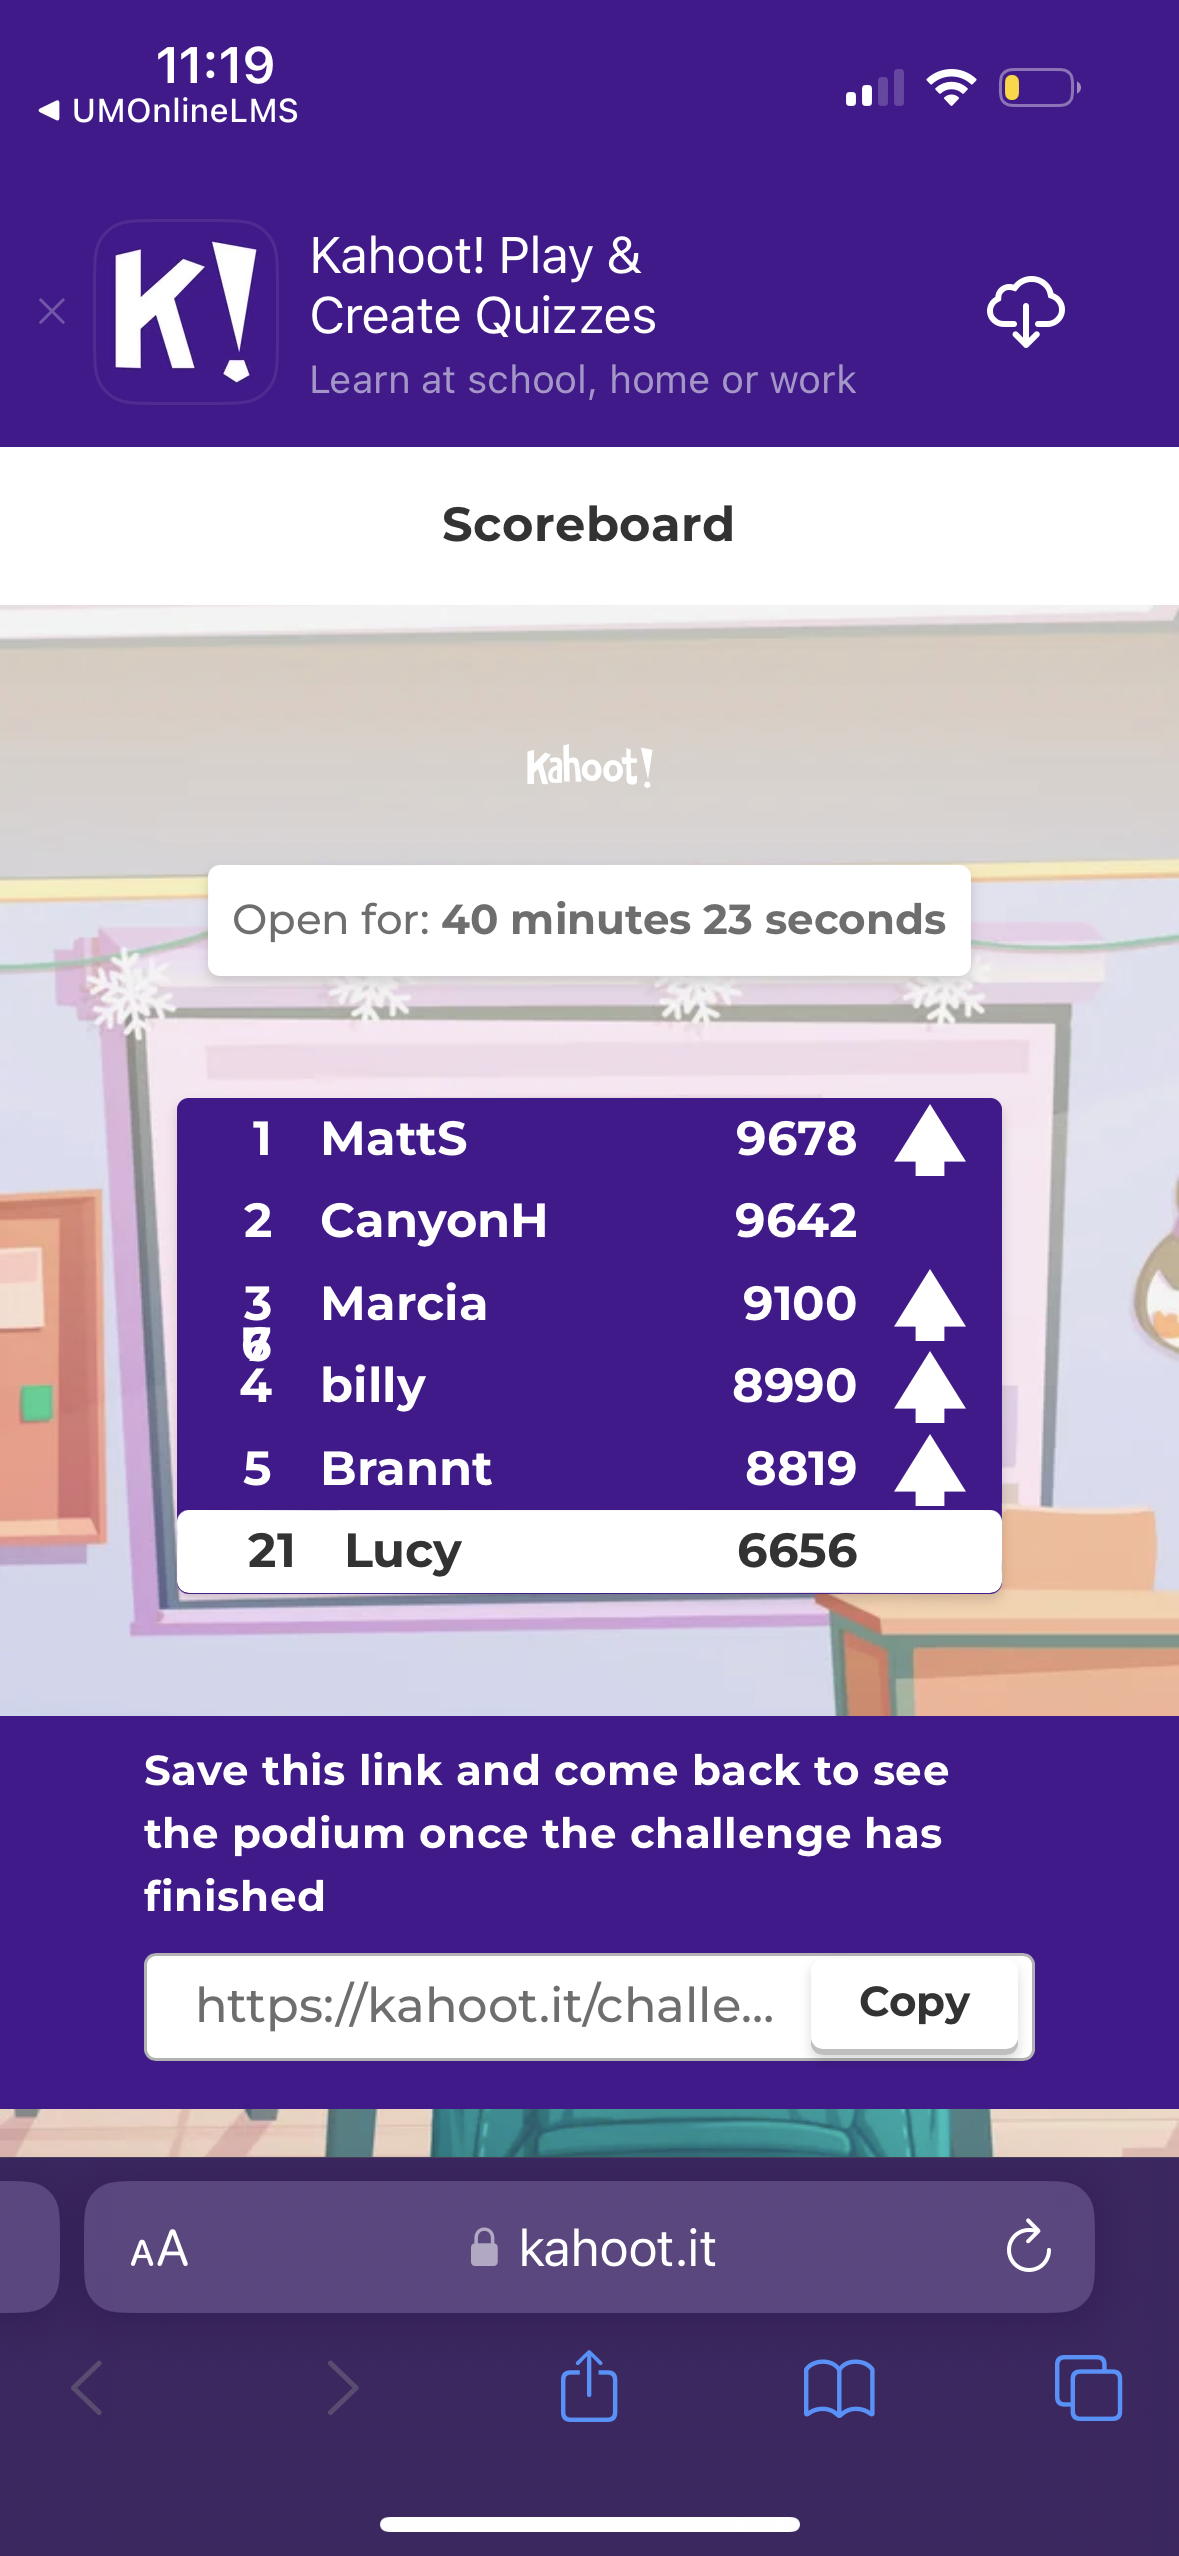 11:19
UMOnlineLMS
K!
Kahoot! Play &
Create Quizzes
Learn at school, home or work
Scoreboard
Kahoot!
Open for: 40 minutes 23 seconds
1 MattS 9678
2 CanyonH 9642
3 Marcia 9100
4 billy 8990
5 Brannt 8819
21 Lucy 6656
Save this link and come back to see
the podium once the challenge has
finished
https://kahoot.it/challe... Copy
AA kahoot.it